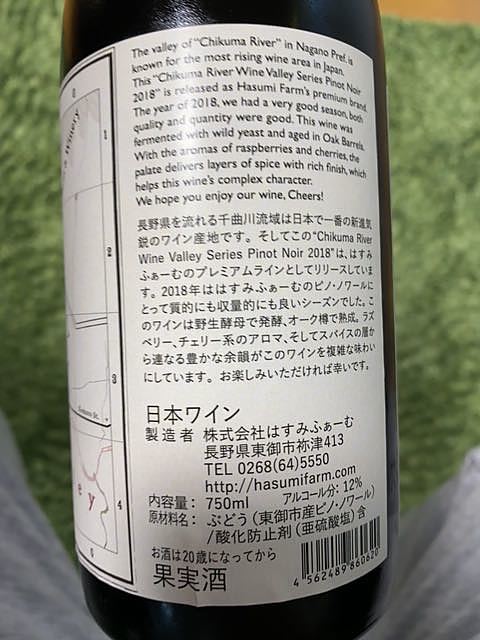 The valley of "Chikuma River" in Nagano Pref. is
known for the most rising wine area in Japan.
This "Chikuma River Wine Valley Series Pinot Noir
2018" is released as Hasumi Farm's premium brand.
The year of 2018, we had a very good season, both
quality and quantity were good. This wine was
fermented with wild yeast and aged in Oak Barrels.
With the aromas of raspberries and cherries, the
palate delivers layers of spice with rich finish, which
helps this wine's complex character.
We hope you enjoy our wine, Cheers!
長野県を流れる千曲川流域は日本で一番の新進気
鋭のワイン産地です。そしてこの"Chikuma River
Wine Valley Series Pinot Noir 2018"は、はすみ
ふぁーむのプレミアムラインとしてリリースしていま
す。2018年ははすみふぁーむのピノ・ノワールに
とって質的にも収量的にも良いシーズンでした。こ
のワインは野生酵母で発酵、オーク樽で熟成。ラズ
ベリー、チェリー系のアロマ、そしてスパイスの層か
ら連なる豊かな余韻がこのワインを複雑な味わい
にしています。お楽しみいただければ幸いです。
日本ワイン
製造者 株式会社はすみふぁーむ
長野県東御市祢津413
TEL 0268(64)5550
http://hasumifarm.com
内容量：750ml アルコール分：12%
原材料名：ぶどう（東御市産ピノ・ノワール）
/酸化防止剤（亜硫酸塩）含
お酒は20歳になってから
果実酒
4 562489 860620
Winery
0
1
2
3
4
0
e y